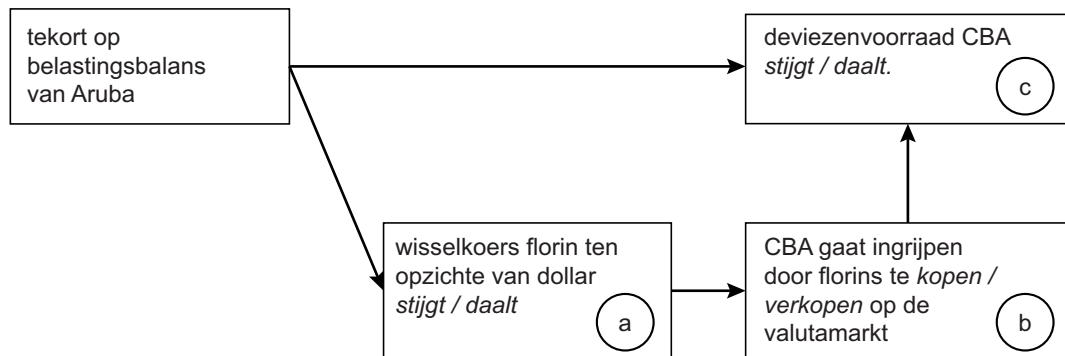 tekort op
belastingsbalans
van Aruba
deviezenvoorraad CBA
stijgt / daalt.
c
wisselkoers florin ten
opzichte van dollar
stijgt / daalt
a
CBA gaat ingrijpen
door florins te kopen /
verkopen op de
valutamarkt
b